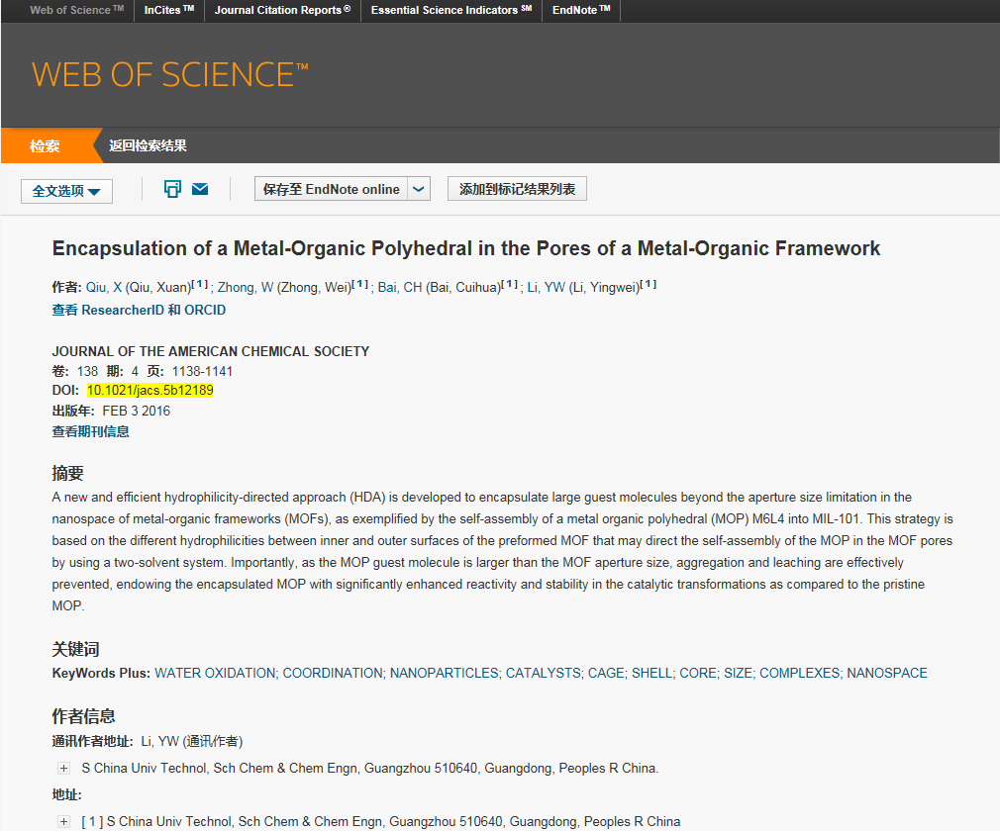 Web of Science™ InCites™ Journal Citation Reports® Essential Science Indicators℠ EndNote™
WEB OF SCIENCE™
检索 返回检索结果
全文选项 保存至 EndNote online 添加到标记结果列表
Encapsulation of a Metal-Organic Polyhedral in the Pores of a Metal-Organic Framework
作者: Qiu, X (Qiu, Xuan)[ 1 ] ; Zhong, W (Zhong, Wei)[ 1 ] ; Bai, CH (Bai, Cuihua)[ 1 ] ; Li, YW (Li, Yingwei)[ 1 ]
查看 ResearcherID 和 ORCID
JOURNAL OF THE AMERICAN CHEMICAL SOCIETY
卷: 138 期: 4 页: 1138-1141
DOI: 10.1021/jacs.5b12189
出版年: FEB 3 2016
查看期刊信息
摘要
A new and efficient hydrophilicity-directed approach (HDA) is developed to encapsulate large guest molecules beyond the aperture size limitation in the
nanospace of metal-organic frameworks (MOFs), as exemplified by the self-assembly of a metal organic polyhedral (MOP) M6L4 into MIL-101. This strategy is
based on the different hydrophilicities between inner and outer surfaces of the preformed MOF that may direct the self-assembly of the MOP in the MOF pores
by using a two-solvent system. Importantly, as the MOP guest molecule is larger than the MOF aperture size, aggregation and leaching are effectively
prevented, endowing the encapsulated MOP with significantly enhanced reactivity and stability in the catalytic transformations as compared to the pristine
MOP.
关键词
KeyWords Plus: WATER OXIDATION; COORDINATION; NANOPARTICLES; CATALYSTS; CAGE; SHELL; CORE; SIZE; COMPLEXES; NANOSPACE
作者信息
通讯作者地址: Li, YW (通讯作者)
S China Univ Technol, Sch Chem & Chem Engn, Guangzhou 510640, Guangdong, Peoples R China.
地址:
[ 1 ] S China Univ Technol, Sch Chem & Chem Engn, Guangzhou 510640, Guangdong, Peoples R China